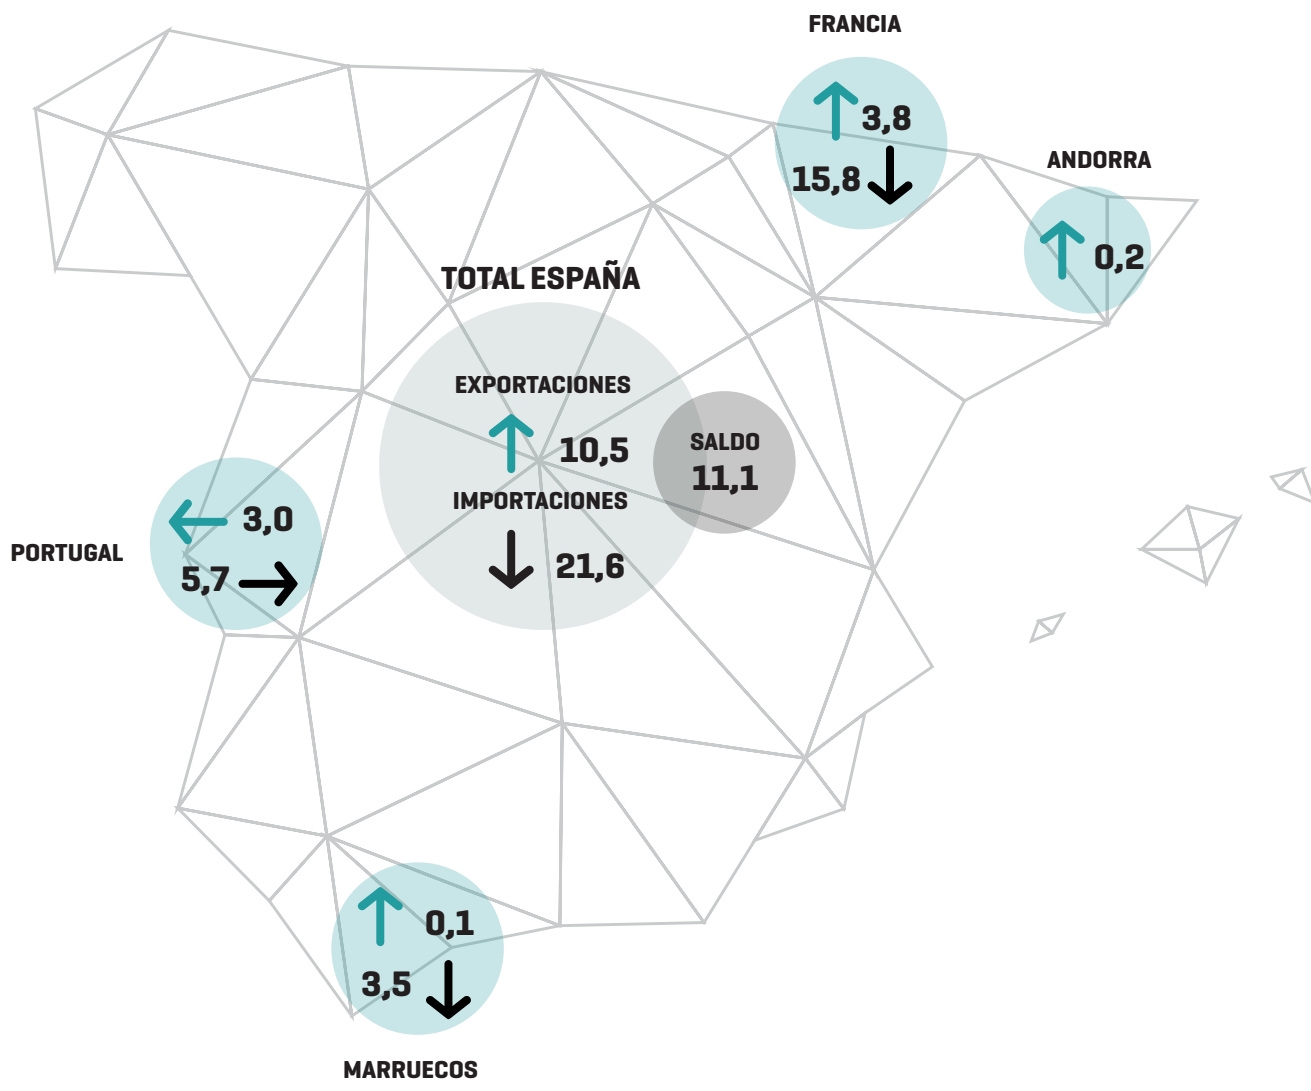 FRANCIA
3,8
15,8
ANDORRA
0,2
TOTAL ESPAÑA
EXPORTACIONES
10,5
IMPORTACIONES
21,6
SALDO
11,1
PORTUGAL
3,0
5,7
0,1
3,5
MARRUECOS